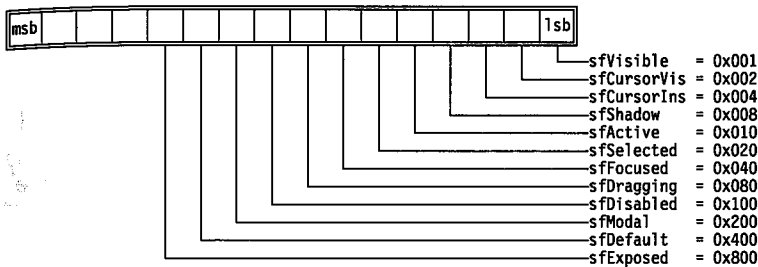 msb lsb
sfVisible = 0x001
sfCursorVis = 0x002
sfCursorIns = 0x004
sfShadow = 0x008
sfActive = 0x010
sfSelected = 0x020
sfFocused = 0x040
sfDragging = 0x080
sfDisabled = 0x100
sfModal = 0x200
sfDefault = 0x400
sfExposed = 0x800